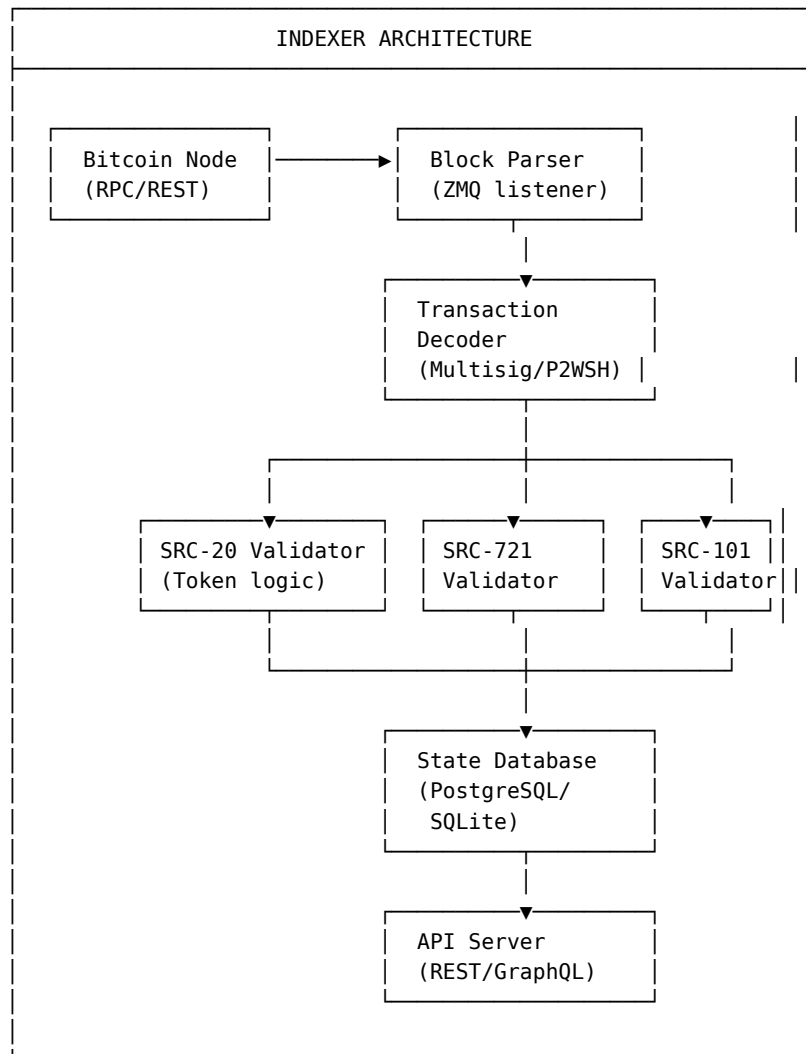 INDEXER ARCHITECTURE
Bitcoin Node
(RPC/REST)
Block Parser
(ZMQ listener)
Transaction
Decoder
(Multisig/P2WSH)
SRC-20 Validator
(Token logic)
SRC-721
Validator
SRC-101
Validator
State Database
(PostgreSQL/
SQLite)
API Server
(REST/GraphQL)